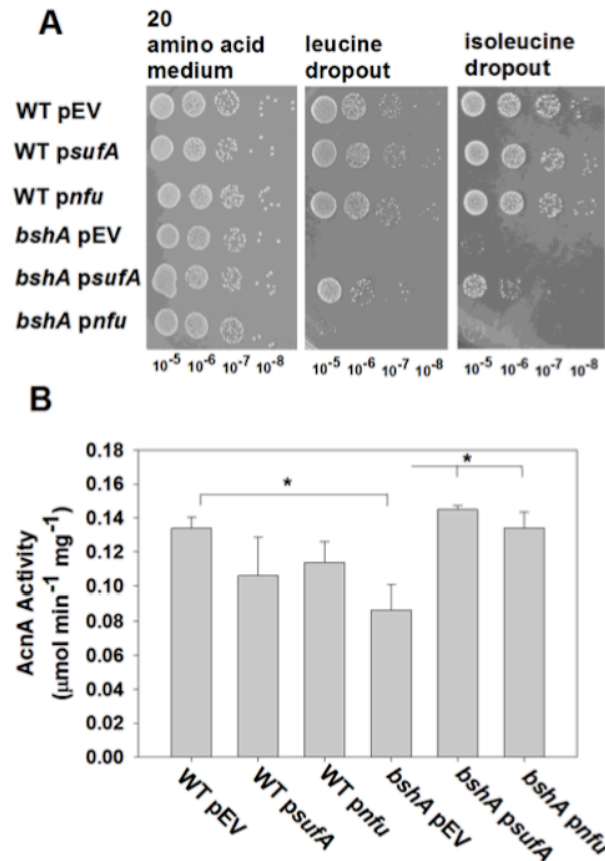 A
20
amino acid
medium
leucine
dropout
isoleucine
dropout
WT pEV
WT psufA
WT pnfu
bshA pEV
bshA psufA
bshA pnfu
10-5 10-6 10-7 10-8
10-5 10-6 10-7 10-8
10-5 10-6 10-7 10-8
B
AcnA Activity
(μmol min-1 mg-1)
0.18
0.16
0.14
0.12
0.10
0.08
0.06
0.04
0.02
0.00
*
*
WT pEV
WT psufA
WT pnfu
bshA pEV
bshA psufA
bshA pnfu